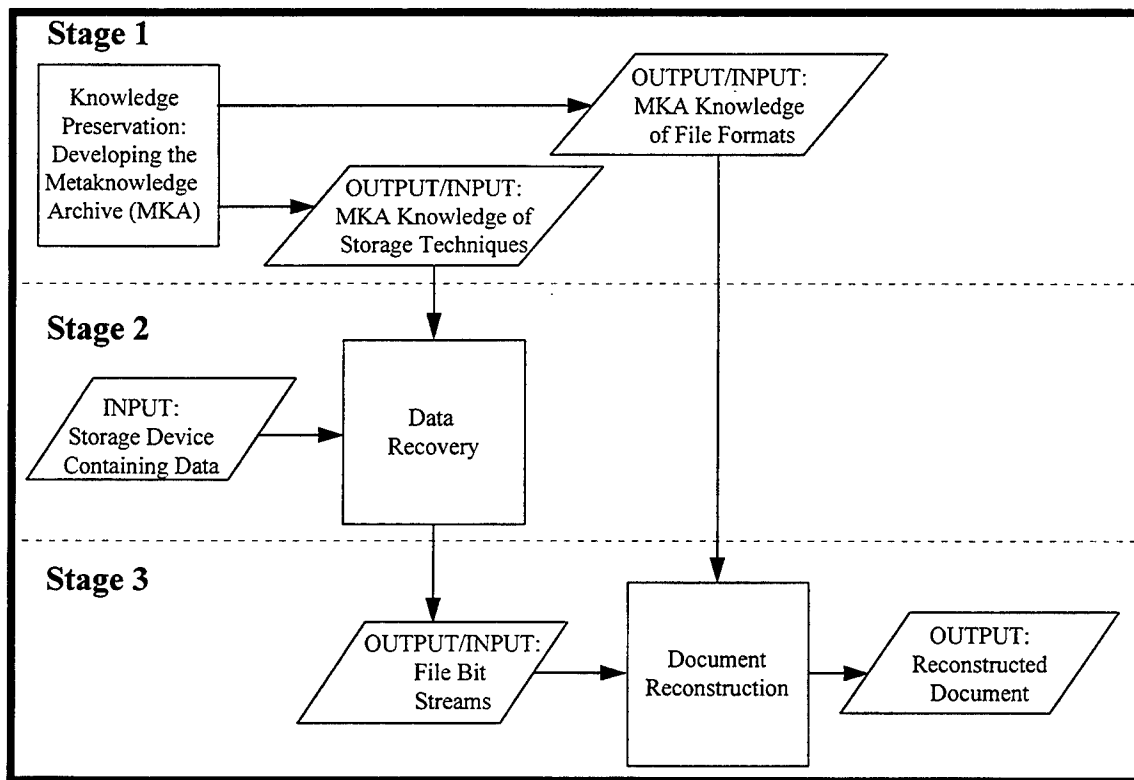 Stage 1
Knowledge
Preservation:
Developing the
Metaknowledge
Archive (MKA)
OUTPUT/INPUT:
MKA Knowledge
of File Formats
OUTPUT/INPUT:
MKA Knowledge of
Storage Techniques
Stage 2
INPUT:
Storage Device
Containing Data
Data
Recovery
Stage 3
OUTPUT/INPUT:
File Bit
Streams
Document
Reconstruction
OUTPUT:
Reconstructed
Document